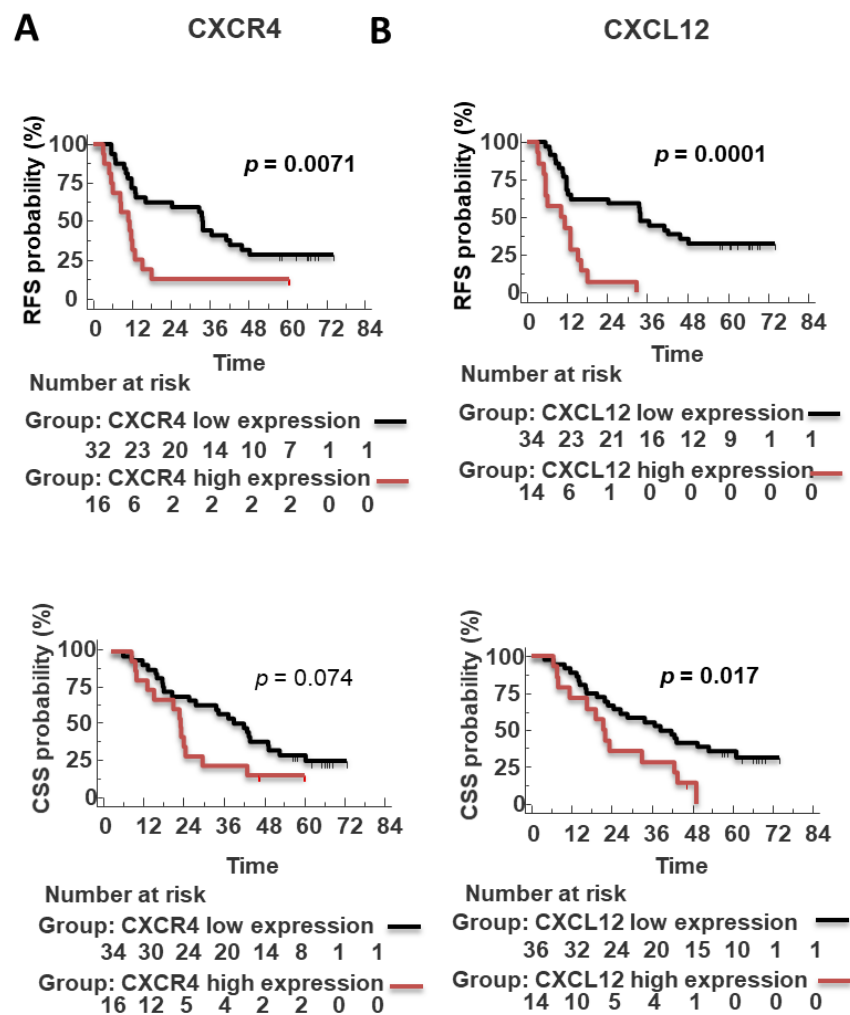 A
CXCR4
RFS probability (%)
100
75
50
25
0
p = 0.0071
0 12 24 36 48 60 72 84
Time
Number at risk
Group: CXCR4 low expression
32 23 20 14 10 7 1 1
Group: CXCR4 high expression
16 6 2 2 2 2 0 0
CSS probability (%)
100
75
50
25
0
p = 0.074
0 12 24 36 48 60 72 84
Time
Number at risk
Group: CXCR4 low expression
34 30 24 20 14 8 1 1
Group: CXCR4 high expression
16 12 5 4 2 2 0 0
B
CXCL12
RFS probability (%)
100
75
50
25
0
p = 0.0001
0 12 24 36 48 60 72 84
Time
Number at risk
Group: CXCL12 low expression
34 23 21 16 12 9 1 1
Group: CXCL12 high expression
14 6 1 0 0 0 0 0
CSS probability (%)
100
75
50
25
0
p = 0.017
0 12 24 36 48 60 72 84
Time
Number at risk
Group: CXCL12 low expression
36 32 24 20 15 10 1 1
Group: CXCL12 high expression
14 10 5 4 1 0 0 0